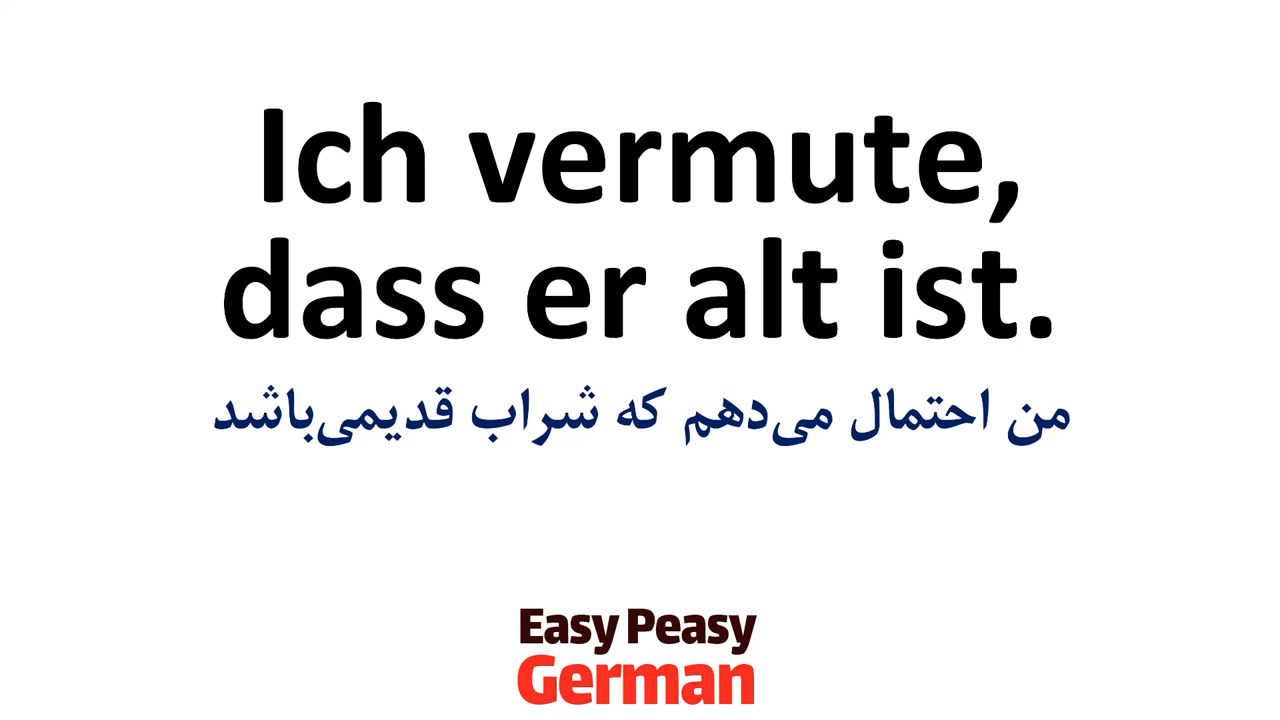 Ich vermute,
dass er alt ist.
من احتمال می‌دهم که شراب قدیمی‌باشد
Easy Peasy
German